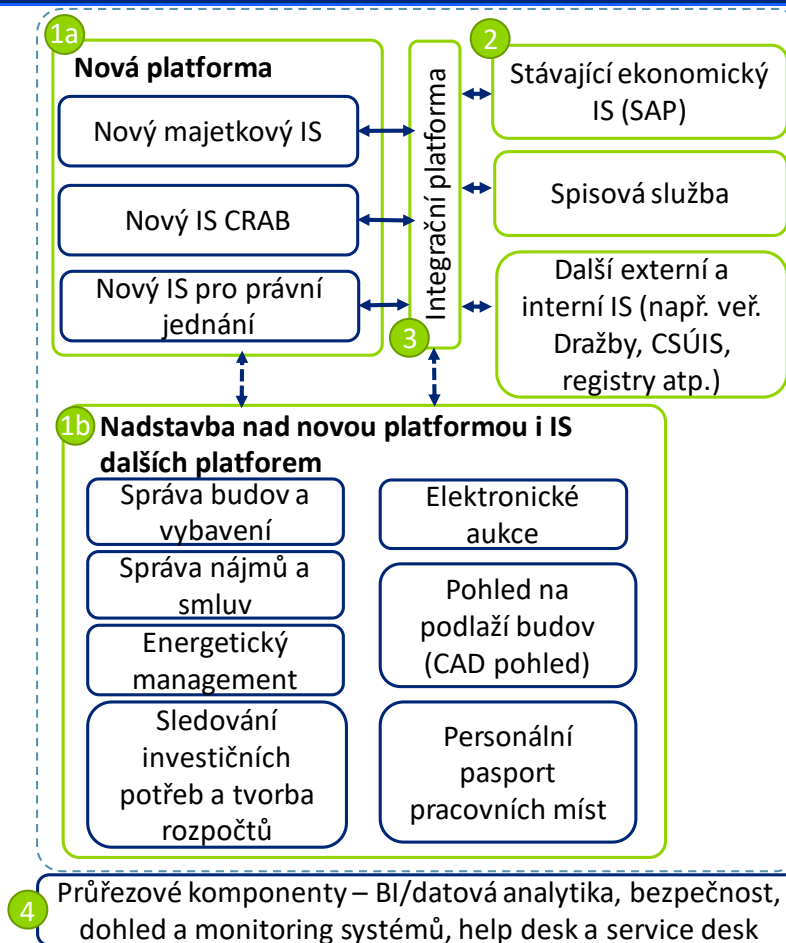 1a
Nová platforma
Nový majetkový IS
Nový IS CRAB
Nový IS pro právní
jednání
Integrační platforma
3
2
Stávající ekonomický
IS (SAP)
Spisová služba
Další externí a
interní IS (např. veř.
Dražby, CSÚIS,
registry atp.)
1b
Nadstavba nad novou platformou i IS
dalších platforem
Správa budov a
vybavení
Správa nájmů a
smluv
Energetický
management
Sledování
investičních
potřeb a tvorba
rozpočtů
Elektronické
aukce
Pohled na
podlaží budov
(CAD pohled)
Personální
pasport
pracovních míst
4
Průřezové komponenty – BI/datová analytika, bezpečnost,
dohled a monitoring systémů, help desk a service desk